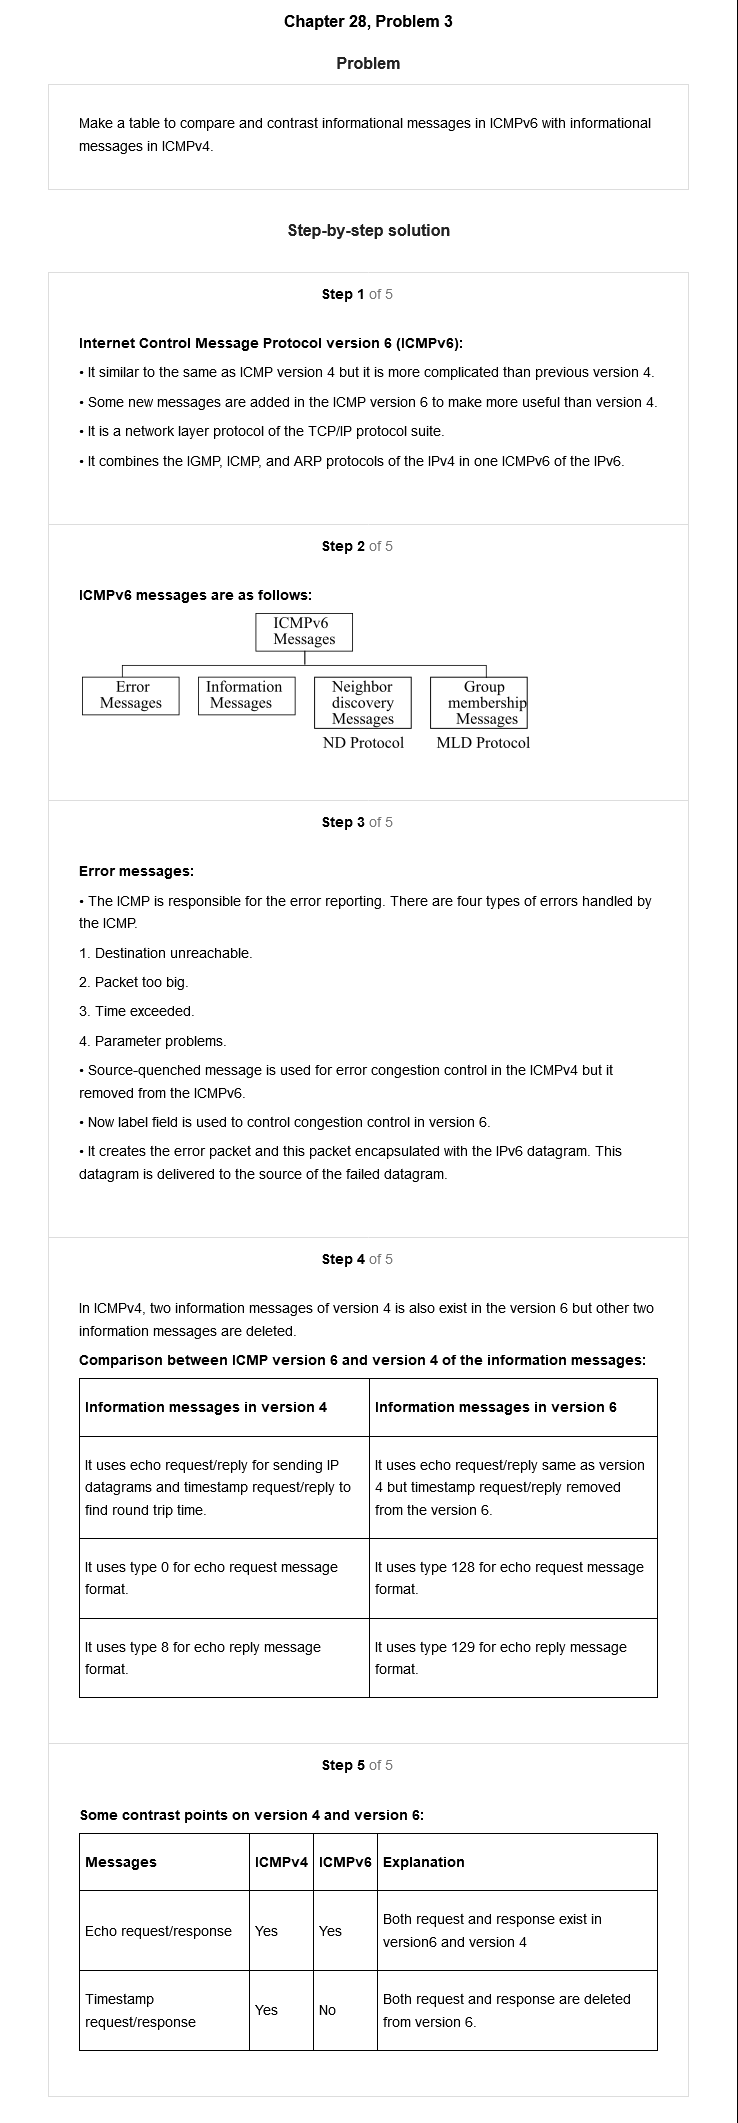 Chapter 28, Problem 3
Problem
Make a table to compare and contrast informational messages in ICMPv6 with informational
messages in ICMPv4.
Step-by-step solution
Step 1 of 5
Internet Control Message Protocol version 6 (ICMPv6):
• It similar to the same as ICMP version 4 but it is more complicated than previous version 4.
• Some new messages are added in the ICMP version 6 to make more useful than version 4.
• It is a network layer protocol of the TCP/IP protocol suite.
• It combines the IGMP, ICMP, and ARP protocols of the IPv4 in one ICMPv6 of the IPv6.
Step 2 of 5
ICMPv6 messages are as follows:
ICMPv6
Messages
Error
Messages
Information
Messages
Neighbor
discovery
Messages
Group
membership
Messages
ND Protocol
MLD Protocol
Step 3 of 5
Error messages:
• The ICMP is responsible for the error reporting. There are four types of errors handled by
the ICMP.
1. Destination unreachable.
2. Packet too big.
3. Time exceeded.
4. Parameter problems.
• Source-quenched message is used for error congestion control in the ICMPv4 but it
removed from the ICMPv6.
• Now label field is used to control congestion control in version 6.
• It creates the error packet and this packet encapsulated with the IPv6 datagram. This
datagram is delivered to the source of the failed datagram.
Step 4 of 5
In ICMPv4, two information messages of version 4 is also exist in the version 6 but other two
information messages are deleted.
Comparison between ICMP version 6 and version 4 of the information messages:
Information messages in version 4
Information messages in version 6
It uses echo request/reply for sending IP
datagrams and timestamp request/reply to
find round trip time.
It uses echo request/reply same as version
4 but timestamp request/reply removed
from the version 6.
It uses type 0 for echo request message
format.
It uses type 128 for echo request message
format.
It uses type 8 for echo reply message
format.
It uses type 129 for echo reply message
format.
Step 5 of 5
Some contrast points on version 4 and version 6:
Messages
ICMPv4
ICMPv6
Explanation
Echo request/response
Yes
Yes
Both request and response exist in
version6 and version 4
Timestamp
request/response
Yes
No
Both request and response are deleted
from version 6.